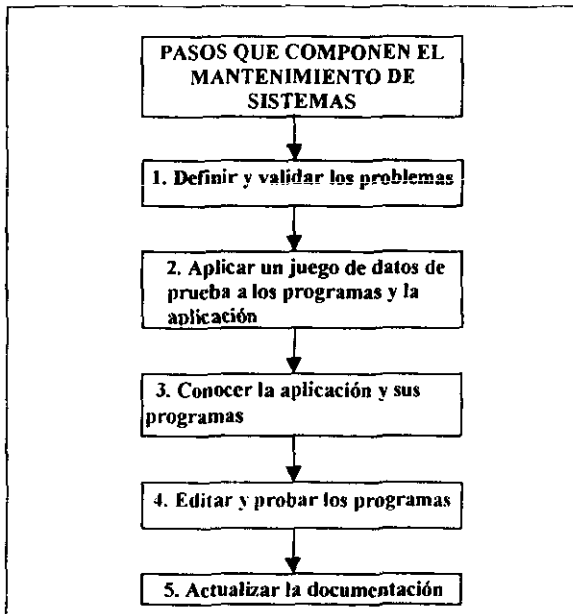 PASOS QUE COMPONEN EL
MANTENIMIENTO DE
SISTEMAS
1. Definir y validar los problemas
2. Aplicar un juego de datos de
prueba a los programas y la
aplicación
3. Conocer la aplicación y sus
programas
4. Editar y probar los programas
5. Actualizar la documentación